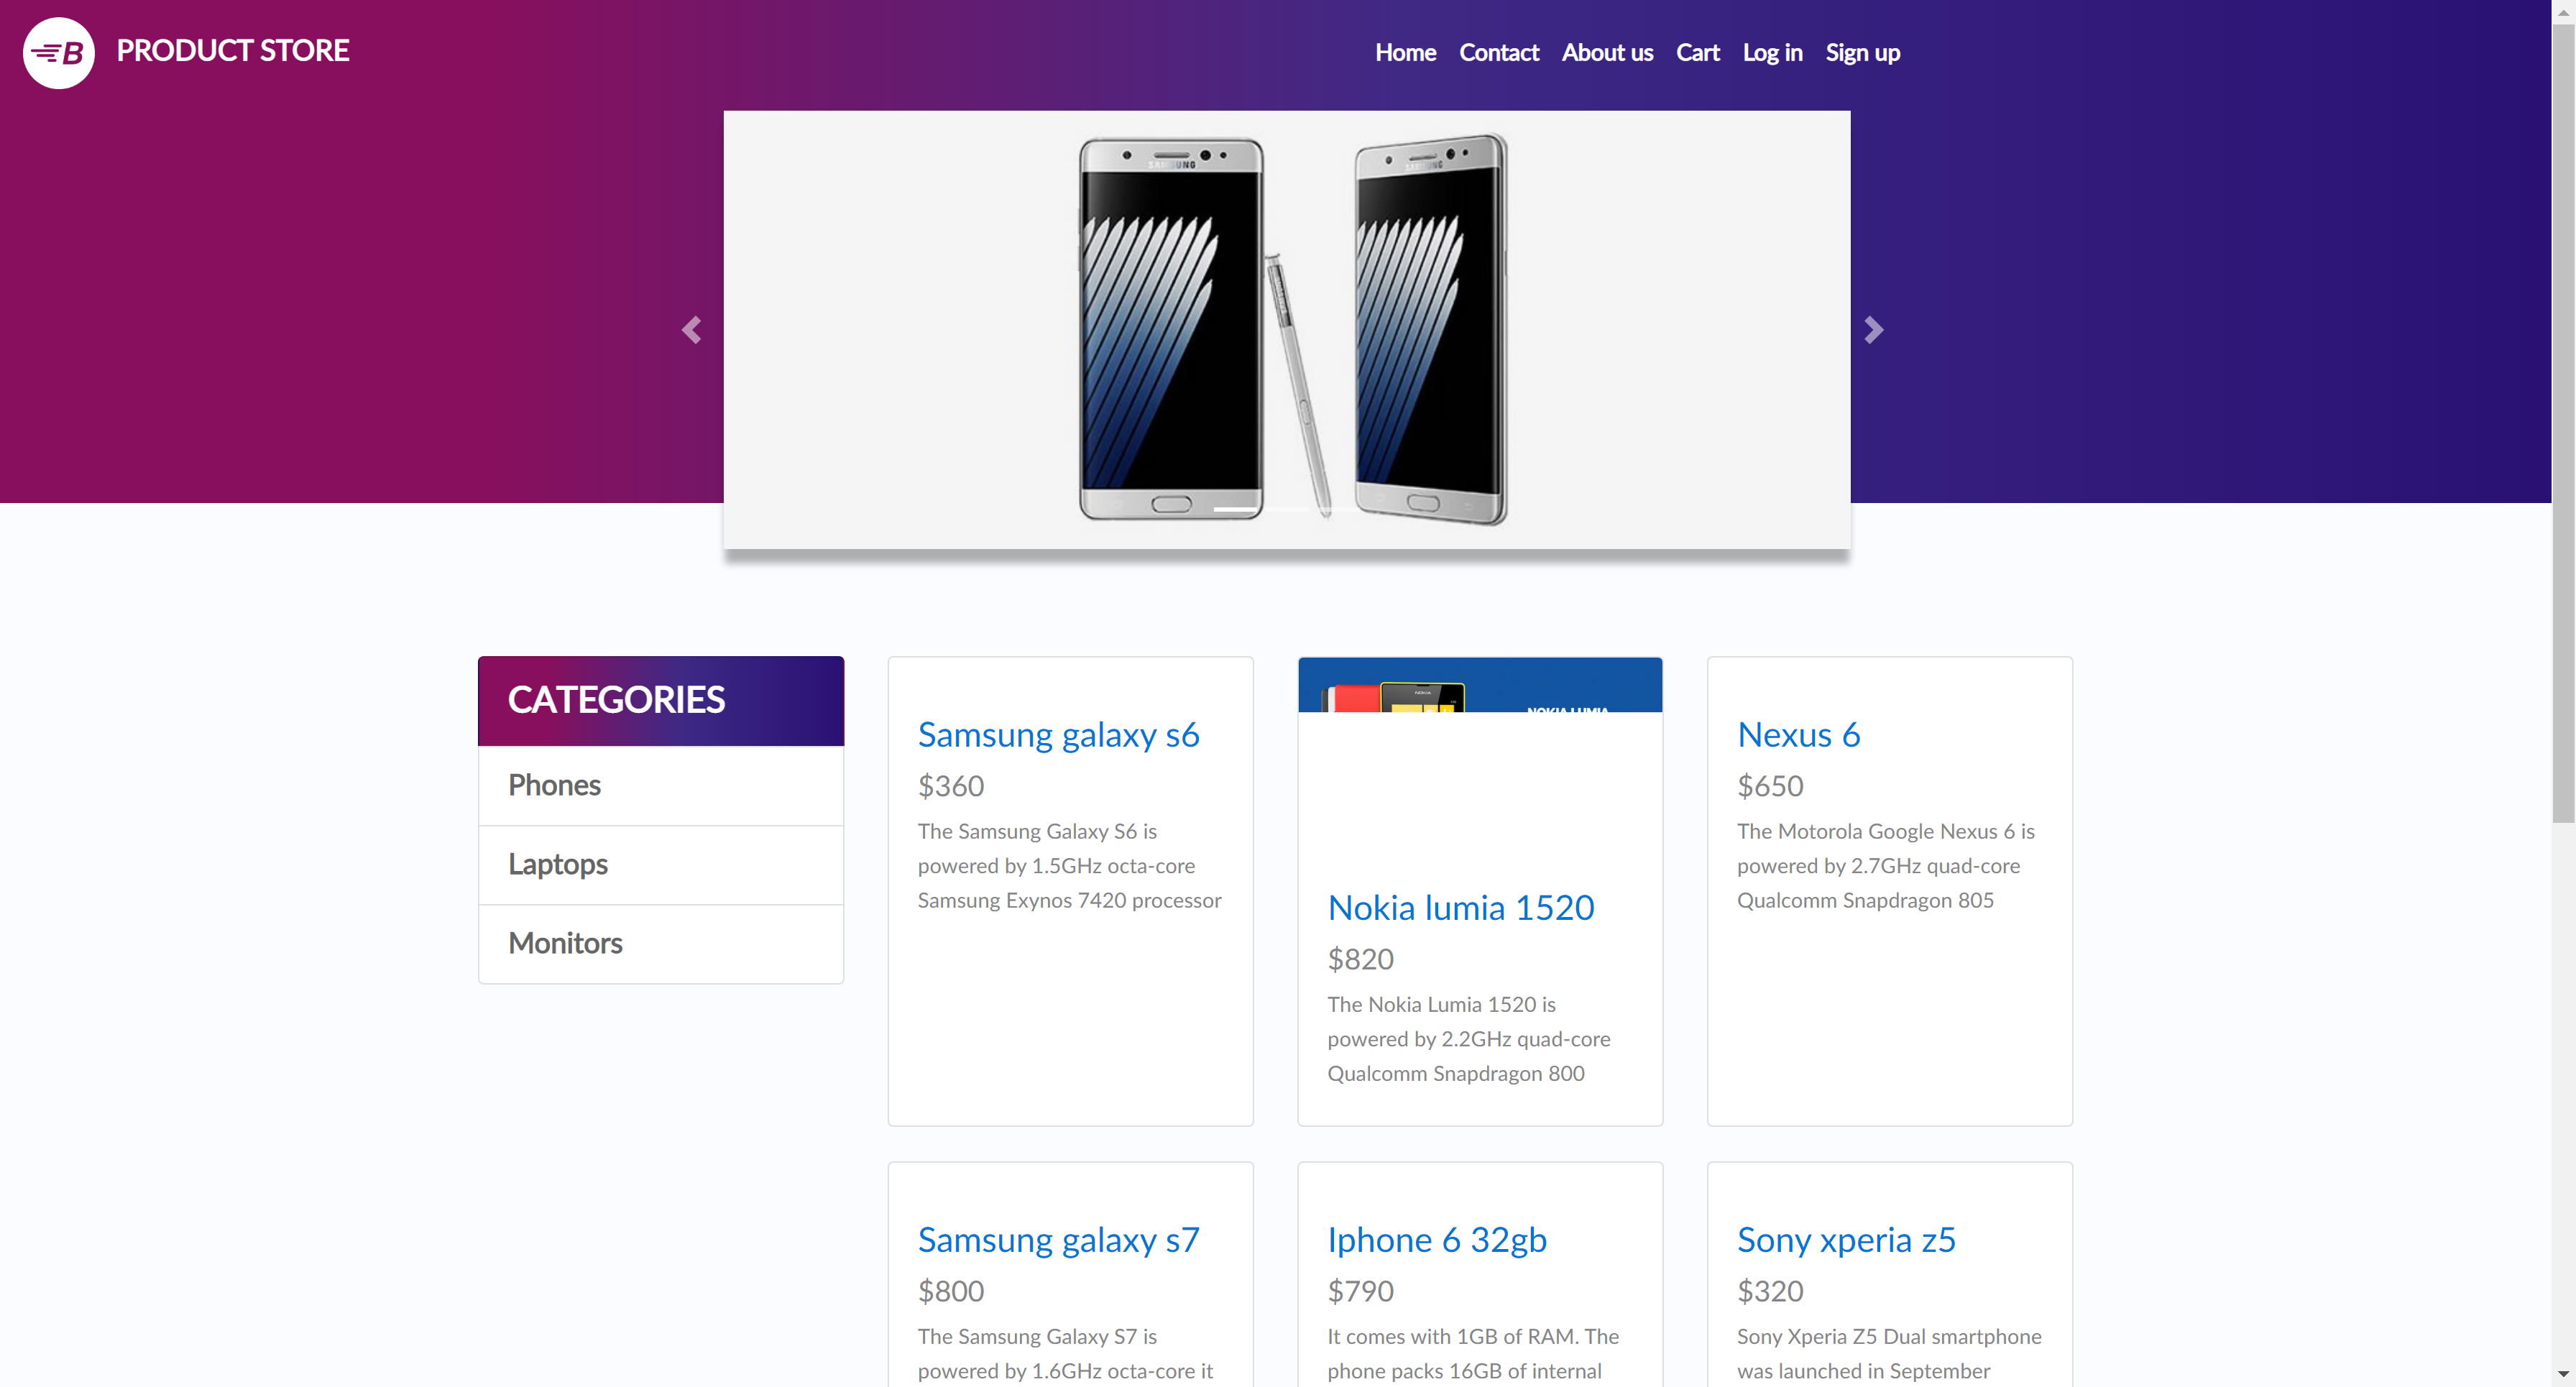 B PRODUCT STORE
Home Contact About us Cart Log in Sign up
SAMSUNG
SAMSUNG
CATEGORIES
Phones
Laptops
Monitors
Samsung galaxy s6
$360
The Samsung Galaxy S6 is
powered by 1.5GHz octa-core
Samsung Exynos 7420 processor
NOKIA
NOKIA LUMIA
Nokia lumia 1520
$820
The Nokia Lumia 1520 is
powered by 2.2GHz quad-core
Qualcomm Snapdragon 800
Nexus 6
$650
The Motorola Google Nexus 6 is
powered by 2.7GHz quad-core
Qualcomm Snapdragon 805
Samsung galaxy s7
$800
The Samsung Galaxy S7 is
powered by 1.6GHz octa-core it
Iphone 6 32gb
$790
It comes with 1GB of RAM. The
phone packs 16GB of internal
Sony xperia z5
$320
Sony Xperia Z5 Dual smartphone
was launched in September